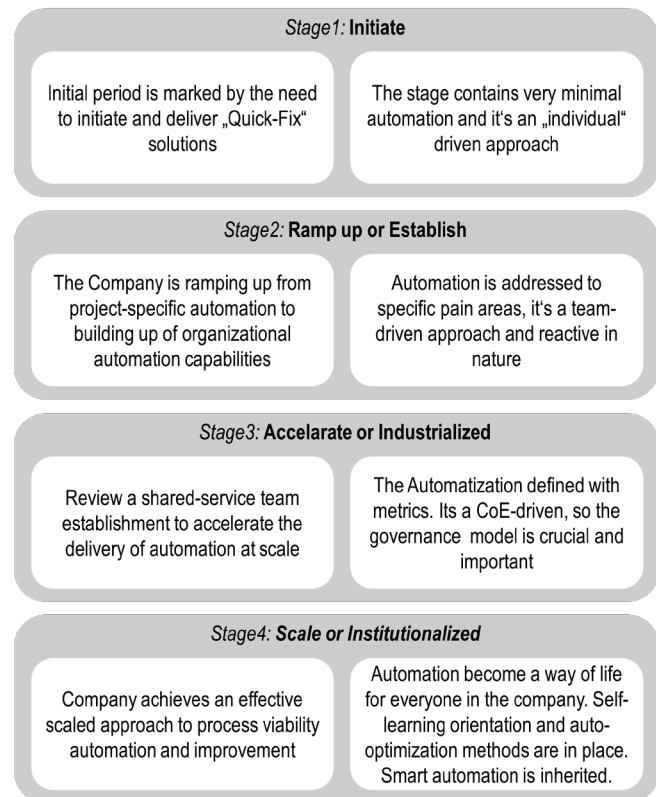 Stage1: Initiate
Initial period is marked by the need
to initiate and deliver „Quick-Fix“
solutions
The stage contains very minimal
automation and it‘s an „individual“
driven approach
Stage2: Ramp up or Establish
The Company is ramping up from
project-specific automation to
building up of organizational
automation capabilities
Automation is addressed to
specific pain areas, it‘s a team-
driven approach and reactive in
nature
Stage3: Accelarate or Industrialized
Review a shared-service team
establishment to accelerate the
delivery of automation at scale
The Automatization defined with
metrics. Its a CoE-driven, so the
governance model is crucial and
important
Stage4: Scale or Institutionalized
Company achieves an effective
scaled approach to process viability
automation and improvement
Automation become a way of life
for everyone in the company. Self-
learning orientation and auto-
optimization methods are in place.
Smart automation is inherited.